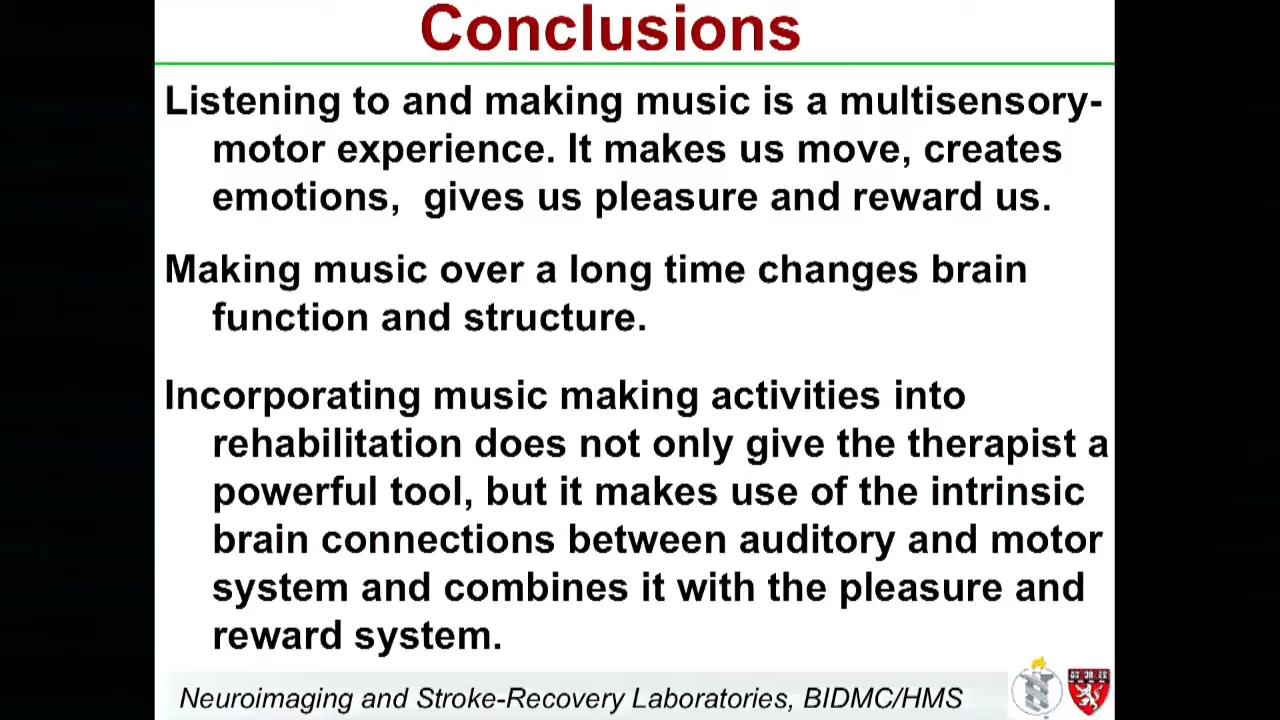 Conclusions
Listening to and making music is a multisensory-
motor experience. It makes us move, creates
emotions,  gives us pleasure and reward us.
Making music over a long time changes brain
function and structure.
Incorporating music making activities into
rehabilitation does not only give the therapist a
powerful tool, but it makes use of the intrinsic
brain connections between auditory and motor
system and combines it with the pleasure and
reward system.
Neuroimaging and Stroke-Recovery Laboratories, BIDMC/HMS